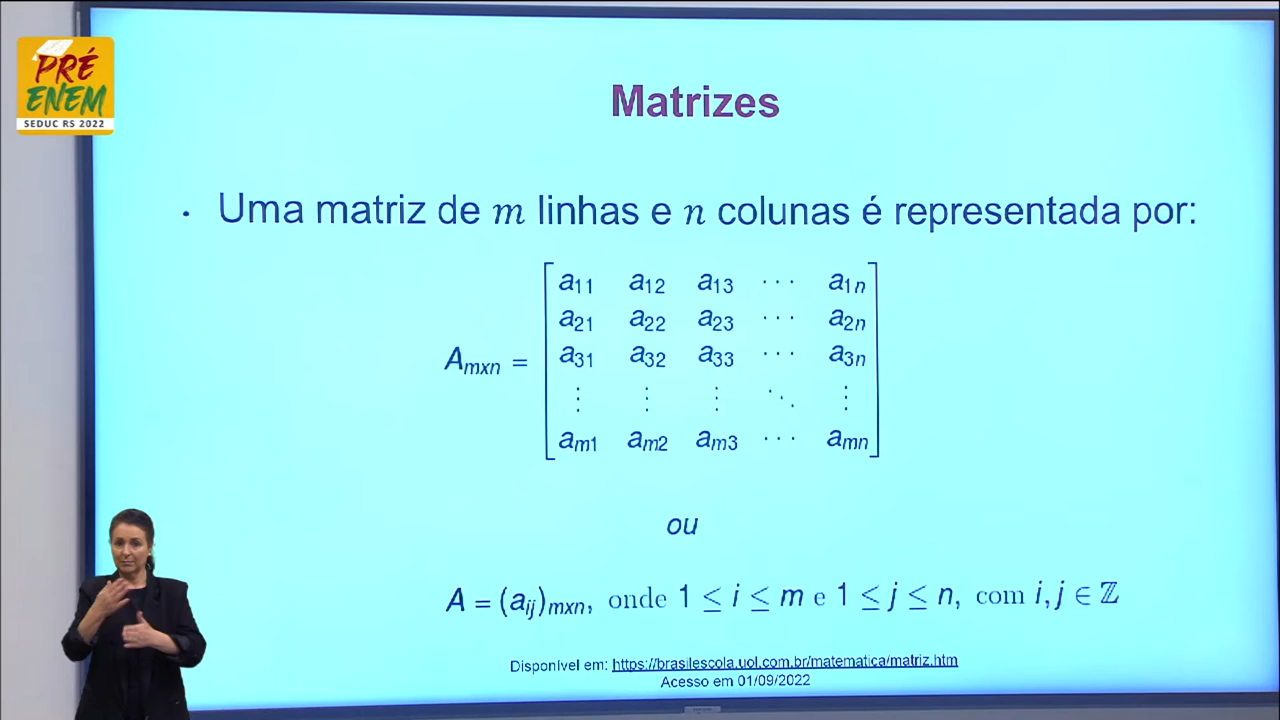 PRÉ
ENEM
SEDUC RS 2022
Matrizes
· Uma matriz de m linhas e n colunas é representada por:
a₁₁ a₁₂ a₁₃ ··· a₁ₙ
a₂₁ a₂₂ a₂₃ ··· a₂ₙ
a₃₁ a₃₂ a₃₃ ··· a₃ₙ
Aₘₓₙ =
⋮ ⋮ ⋮ ⋱ ⋮
aₘ₁ aₘ₂ aₘ₃ ··· aₘₙ
ou
A = (aᵢⱼ)ₘₓₙ, onde 1 ≤ i ≤ m e 1 ≤ j ≤ n, com i, j ∈ ℤ
Disponível em: https://brasilescola.uol.com.br/matematica/matriz.htm
Acesso em 01/09/2022